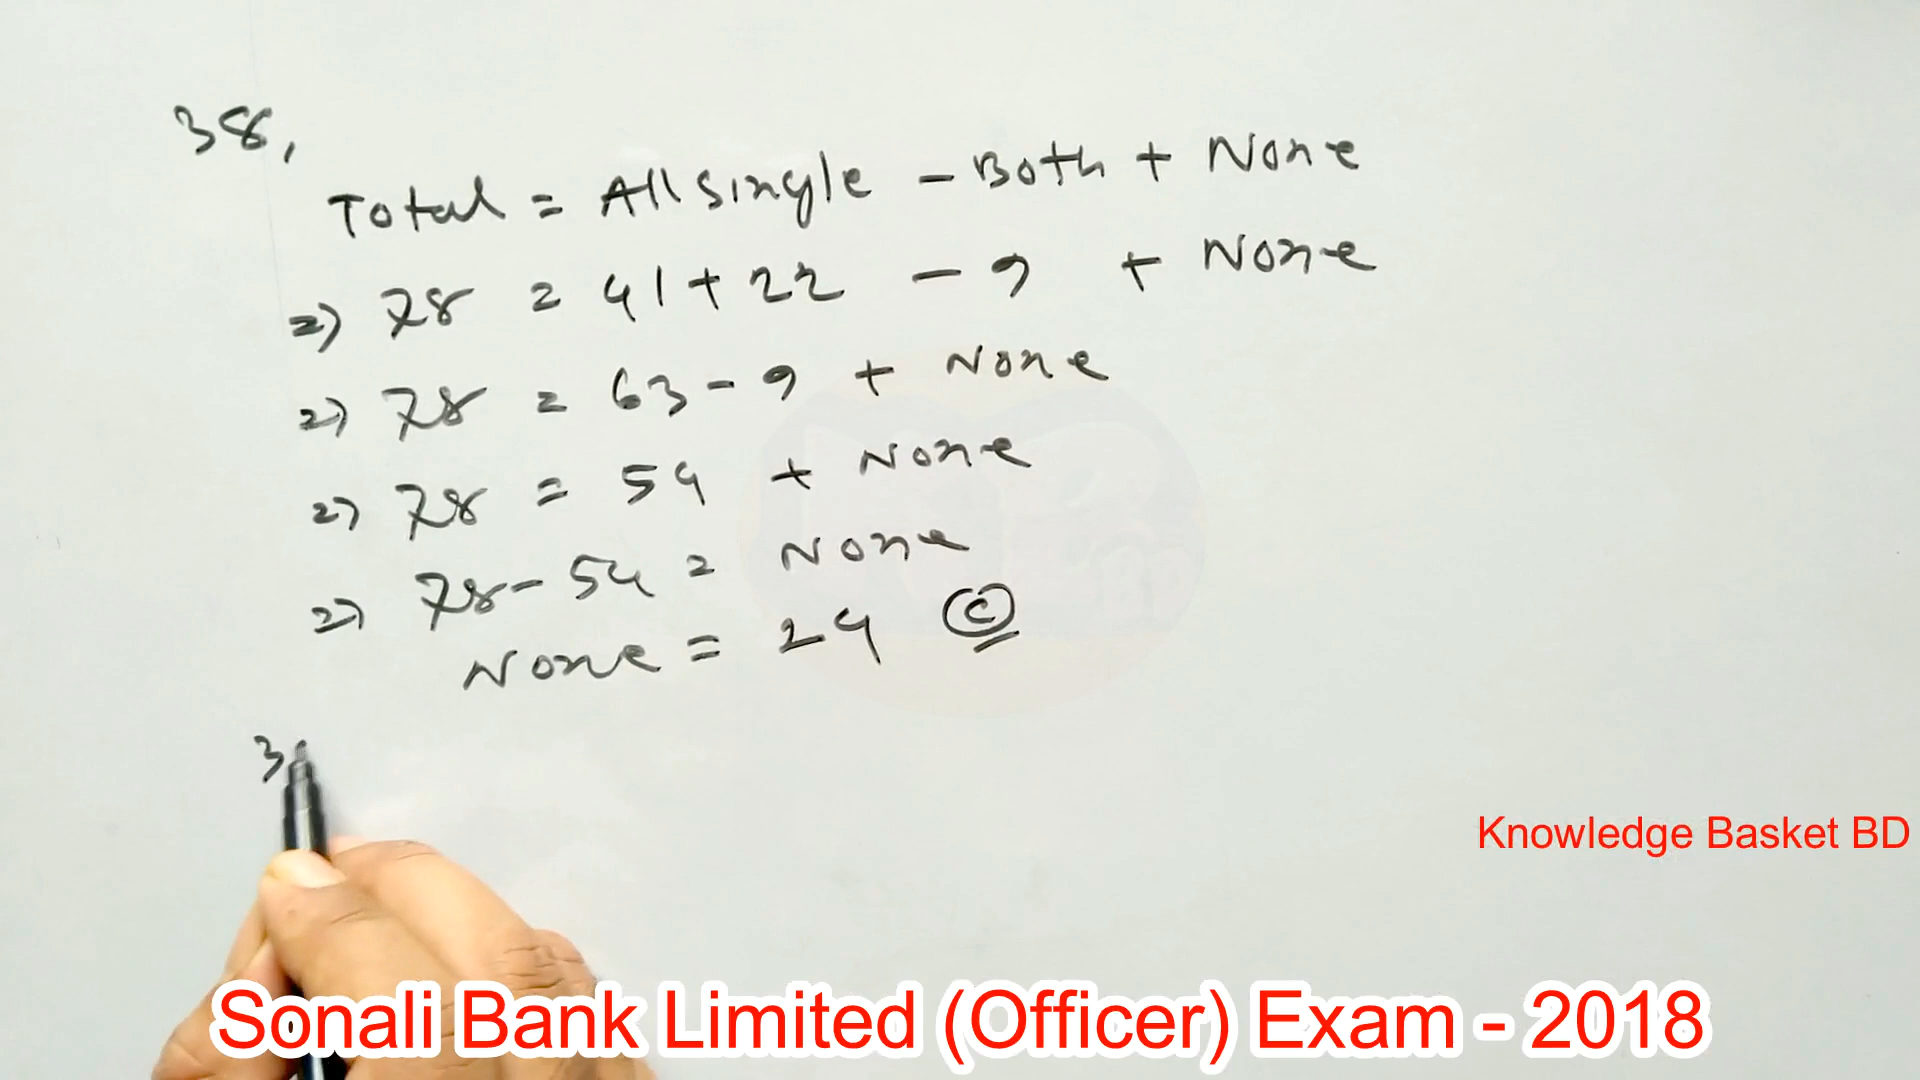 38,
Total = All single - Both + None
=> 78 = 41 + 22 - 9 + None
=> 78 = 63 - 9 + None
=> 78 = 54 + None
=> 78 - 54 = None
None = 24 (c)
3
Knowledge Basket BD
Sonali Bank Limited (Officer) Exam - 2018